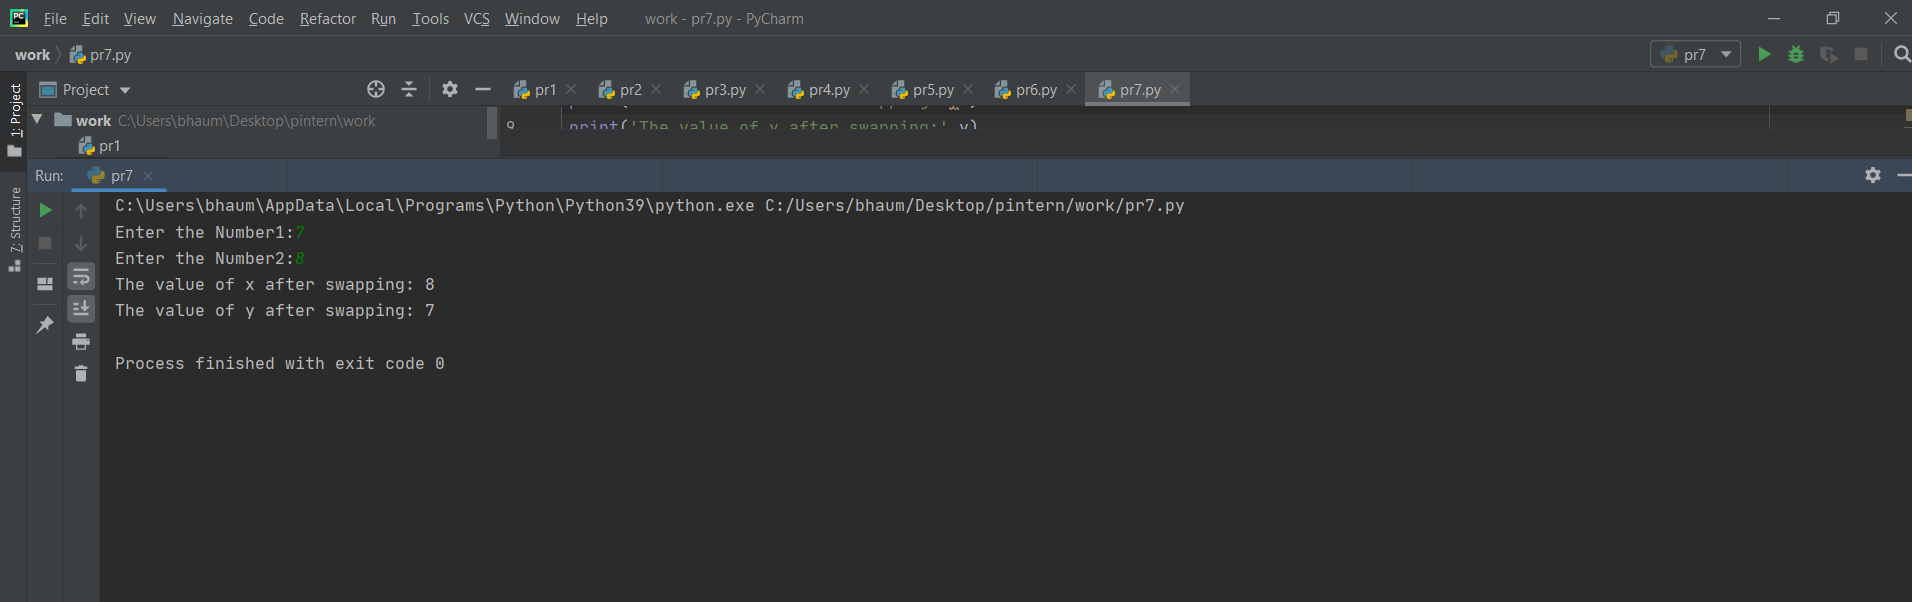 PC File Edit View Navigate Code Refactor Run Tools VCS Window Help work - pr7.py - PyCharm
work pr7.py pr7
Project pr1 pr2 pr3.py pr4.py pr5.py pr6.py pr7.py
1: Project
work C:\Users\bhaum\Desktop\pintern\work
9 print('The value of y after swapping:',y)
pr1
Run: pr7
7: Structure
C:\Users\bhaum\AppData\Local\Programs\Python\Python39\python.exe C:/Users/bhaum/Desktop/pintern/work/pr7.py
Enter the Number1:7
Enter the Number2:8
The value of x after swapping: 8
The value of y after swapping: 7
Process finished with exit code 0